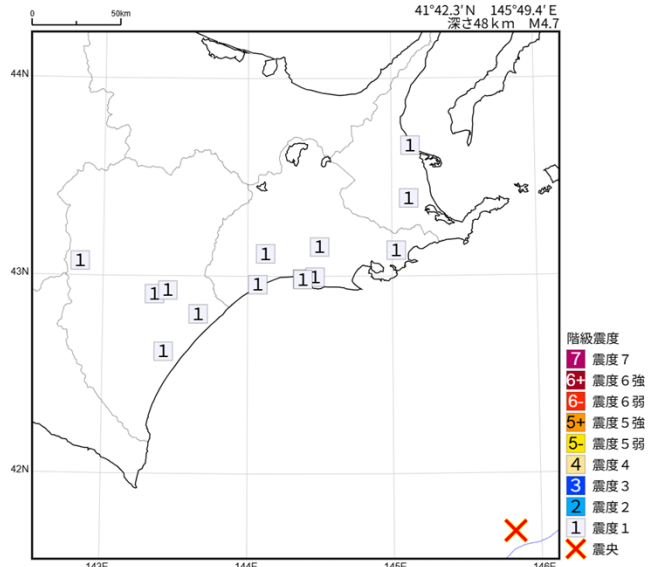 0 50km
41°42.3′N 145°49.4′E
深さ48km M4.7
44N
1
1
1
1
1
1
43N
1
1
1
1
1
1
1
階級震度
7 震度7
6+ 震度6強
6- 震度6弱
5+ 震度5強
5- 震度5弱
4 震度4
3 震度3
2 震度2
1 震度1
震央
42N
143E 144E 145E 146E